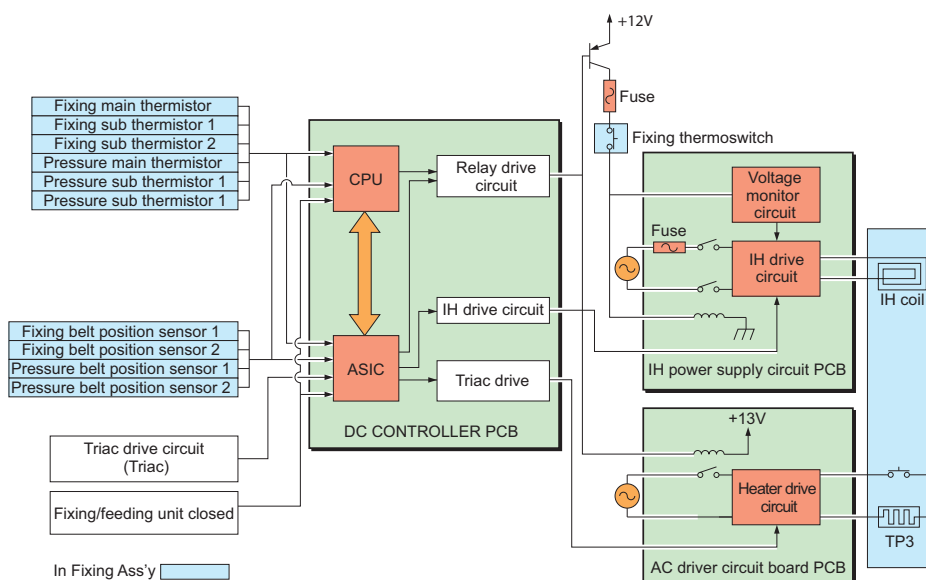 +12V
Fuse
Fixing thermoswitch
Fixing main thermistor
Fixing sub thermistor 1
Fixing sub thermistor 2
Pressure main thermistor
Pressure sub thermistor 1
Pressure sub thermistor 1
CPU
Relay drive
circuit
Voltage
monitor
circuit
Fuse
IH drive
circuit
IH coil
IH power supply circuit PCB
Fixing belt position sensor 1
Fixing belt position sensor 2
Pressure belt position sensor 1
Pressure belt position sensor 2
ASIC
IH drive circuit
Triac drive
DC CONTROLLER PCB
Triac drive circuit
(Triac)
Fixing/feeding unit closed
+13V
Heater drive
circuit
TP3
AC driver circuit board PCB
In Fixing Ass'y